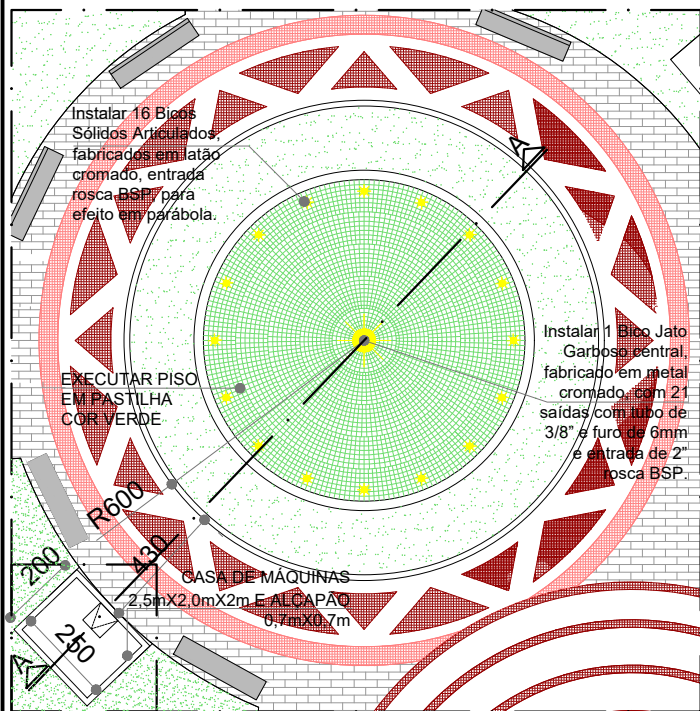 Instalar 16 Bicos
Sólidos Articulados,
fabricados em latão
cromado, entrada
rosca BSP, para
efeito em parábola.
A
Instalar 1 Bico Jato
Garboso central,
fabricado em metal
cromado, com 21
saídas com tubo de
3/8" e furo de 6mm
e entrada de 2"
rosca BSP.
EXECUTAR PISO
EM PASTILHA
COR VERDE
R600
430
200
CASA DE MÁQUINAS
2,5mX2,0mX2m E ALÇAPÃO
0,7mX0,7m
250
A